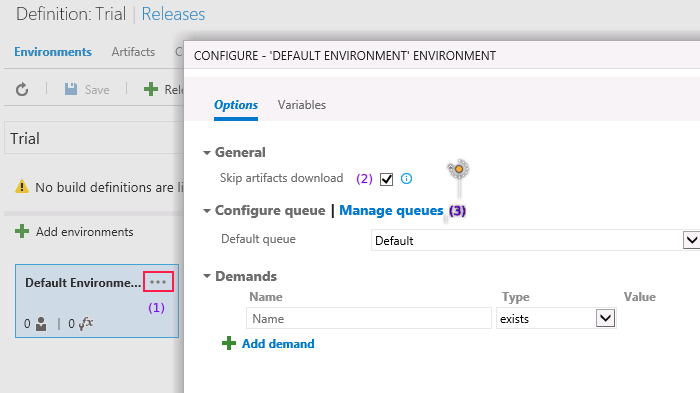 Definition: Trial | Releases
Environments Artifacts C
Save Rel
Trial
No build definitions are li
Add environments
Default Environme... ...
(1)
0 | 0 fx
CONFIGURE - 'DEFAULT ENVIRONMENT' ENVIRONMENT
Options Variables
General
Skip artifacts download (2)
Configure queue | Manage queues (3)
Default queue Default
Demands
Name Type Value
Name exists
Add demand